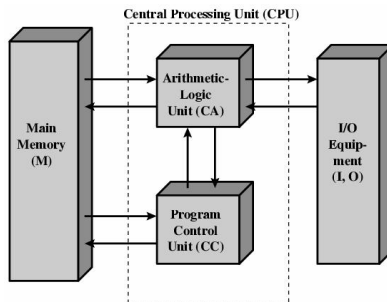 Central Processing Unit (CPU)
Arithmetic-
Logic
Unit (CA)
Main
Memory
(M)
I/O
Equip-
ment
(I, O)
Program
Control
Unit (CC)